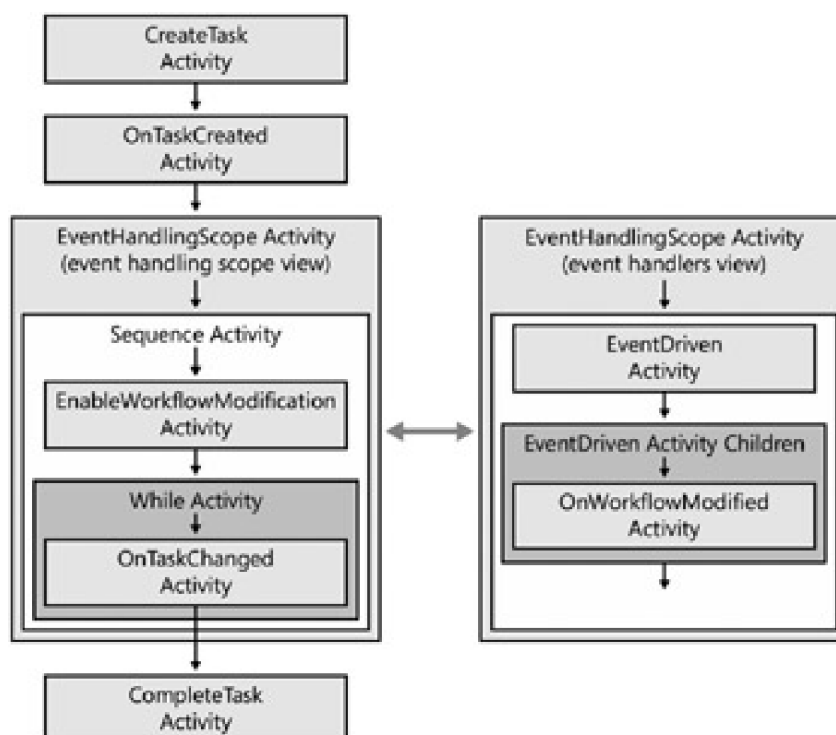 CreateTask
Activity
OnTaskCreated
Activity
EventHandlingScope Activity
(event handling scope view)
Sequence Activity
EnableWorkflowModification
Activity
While Activity
OnTaskChanged
Activity
CompleteTask
Activity
EventHandlingScope Activity
(event handlers view)
EventDriven
Activity
EventDriven Activity Children
OnWorkflowModified
Activity